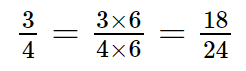 3/4 = 3×6/4×6 = 18/24